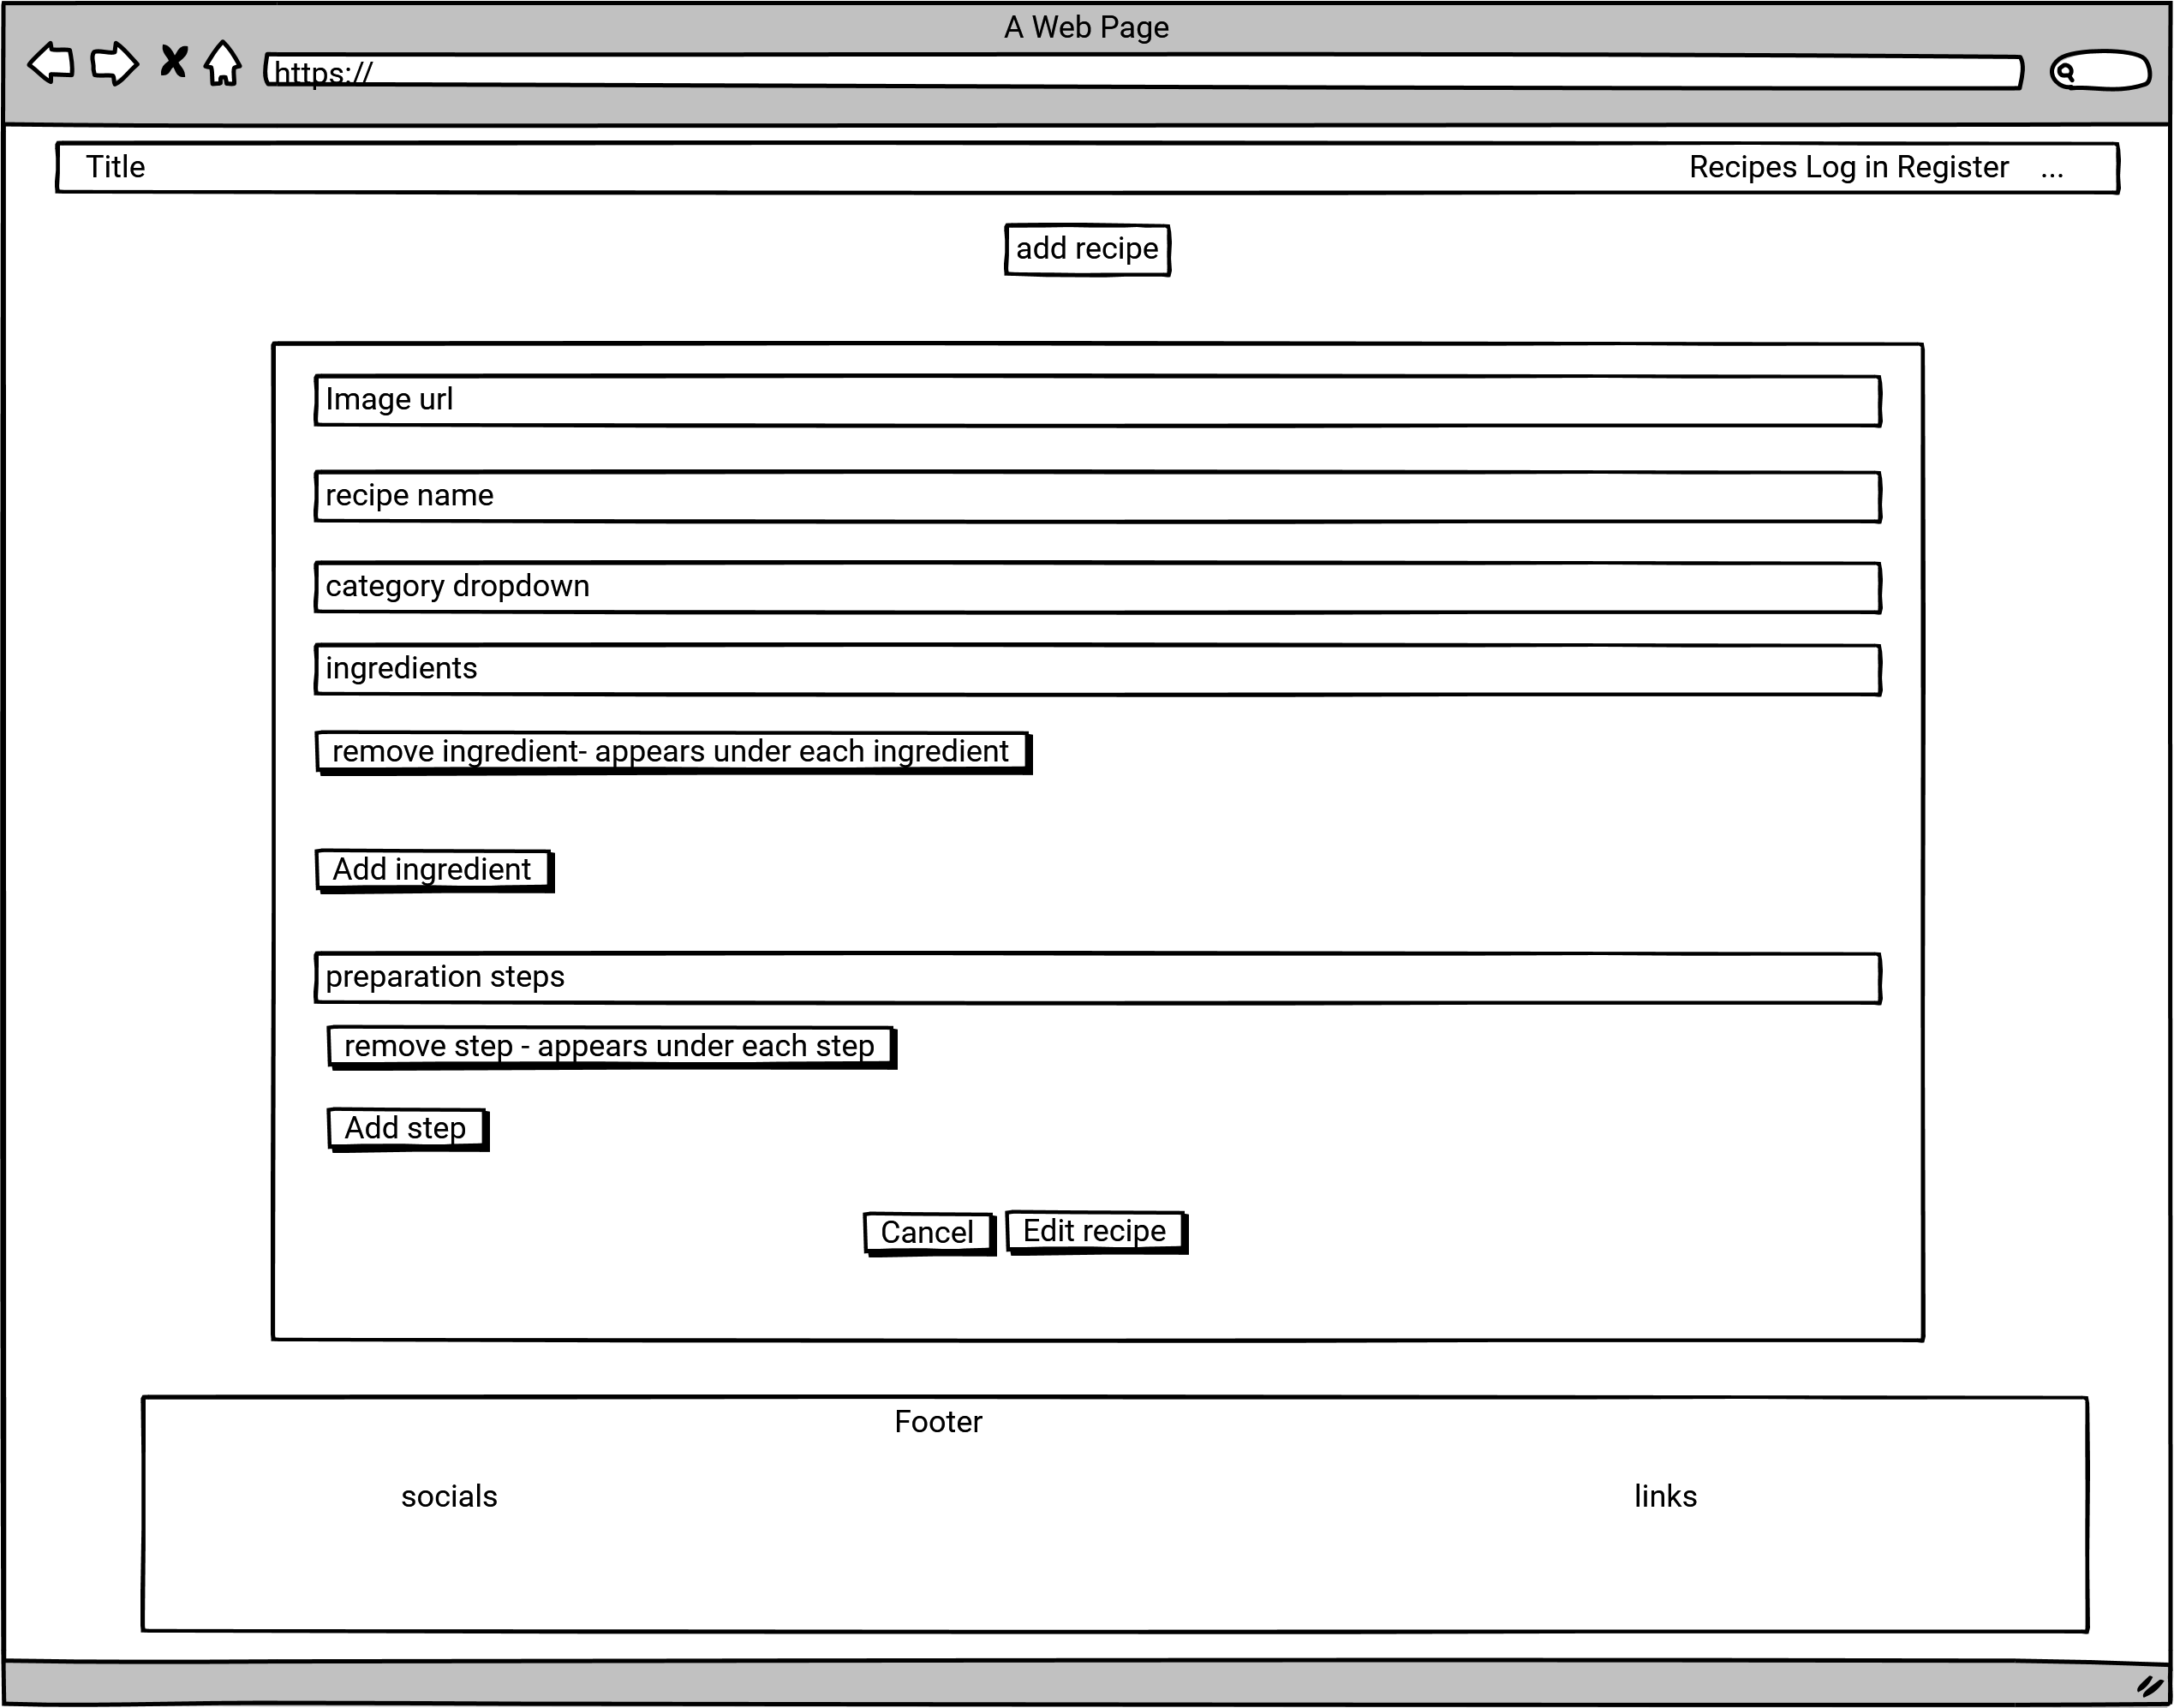 A Web Page
https://
Title
Recipes Log in Register ...
add recipe
Image url
recipe name
category dropdown
ingredients
remove ingredient- appears under each ingredient
Add ingredient
preparation steps
remove step - appears under each step
Add step
Cancel
Edit recipe
Footer
socials
links